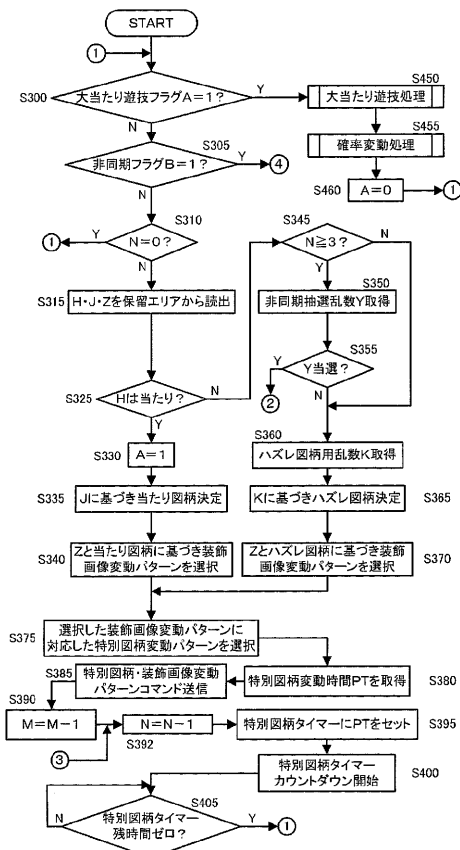 START
①
S300
大当たり遊技フラグA=1?
Y
N
S450
大当たり遊技処理
S455
確率変動処理
S460
A=0
①
S305
非同期フラグB=1?
Y
④
N
S310
N=0?
Y
①
N
S315
H・J・Zを保留エリアから読出
S325
Hは当たり?
N
Y
S330
A=1
S335
Jに基づき当たり図柄決定
S340
Zと当たり図柄に基づき装飾
画像変動パターンを選択
S345
N≧3?
N
Y
S350
非同期抽選乱数Y取得
S355
Y当選?
Y
②
N
S360
ハズレ図柄用乱数K取得
S365
Kに基づきハズレ図柄決定
S370
Zとハズレ図柄に基づき装飾
画像変動パターンを選択
S375
選択した装飾画像変動パターンに
対応した特別図柄変動パターンを選択
S380
特別図柄変動時間PTを取得
S385
特別図柄・装飾画像変動
パターンコマンド送信
S390
M=M-1
③
S392
N=N-1
S395
特別図柄タイマーにPTをセット
S400
特別図柄タイマー
カウントダウン開始
S405
特別図柄タイマー
残時間ゼロ?
N
Y
①